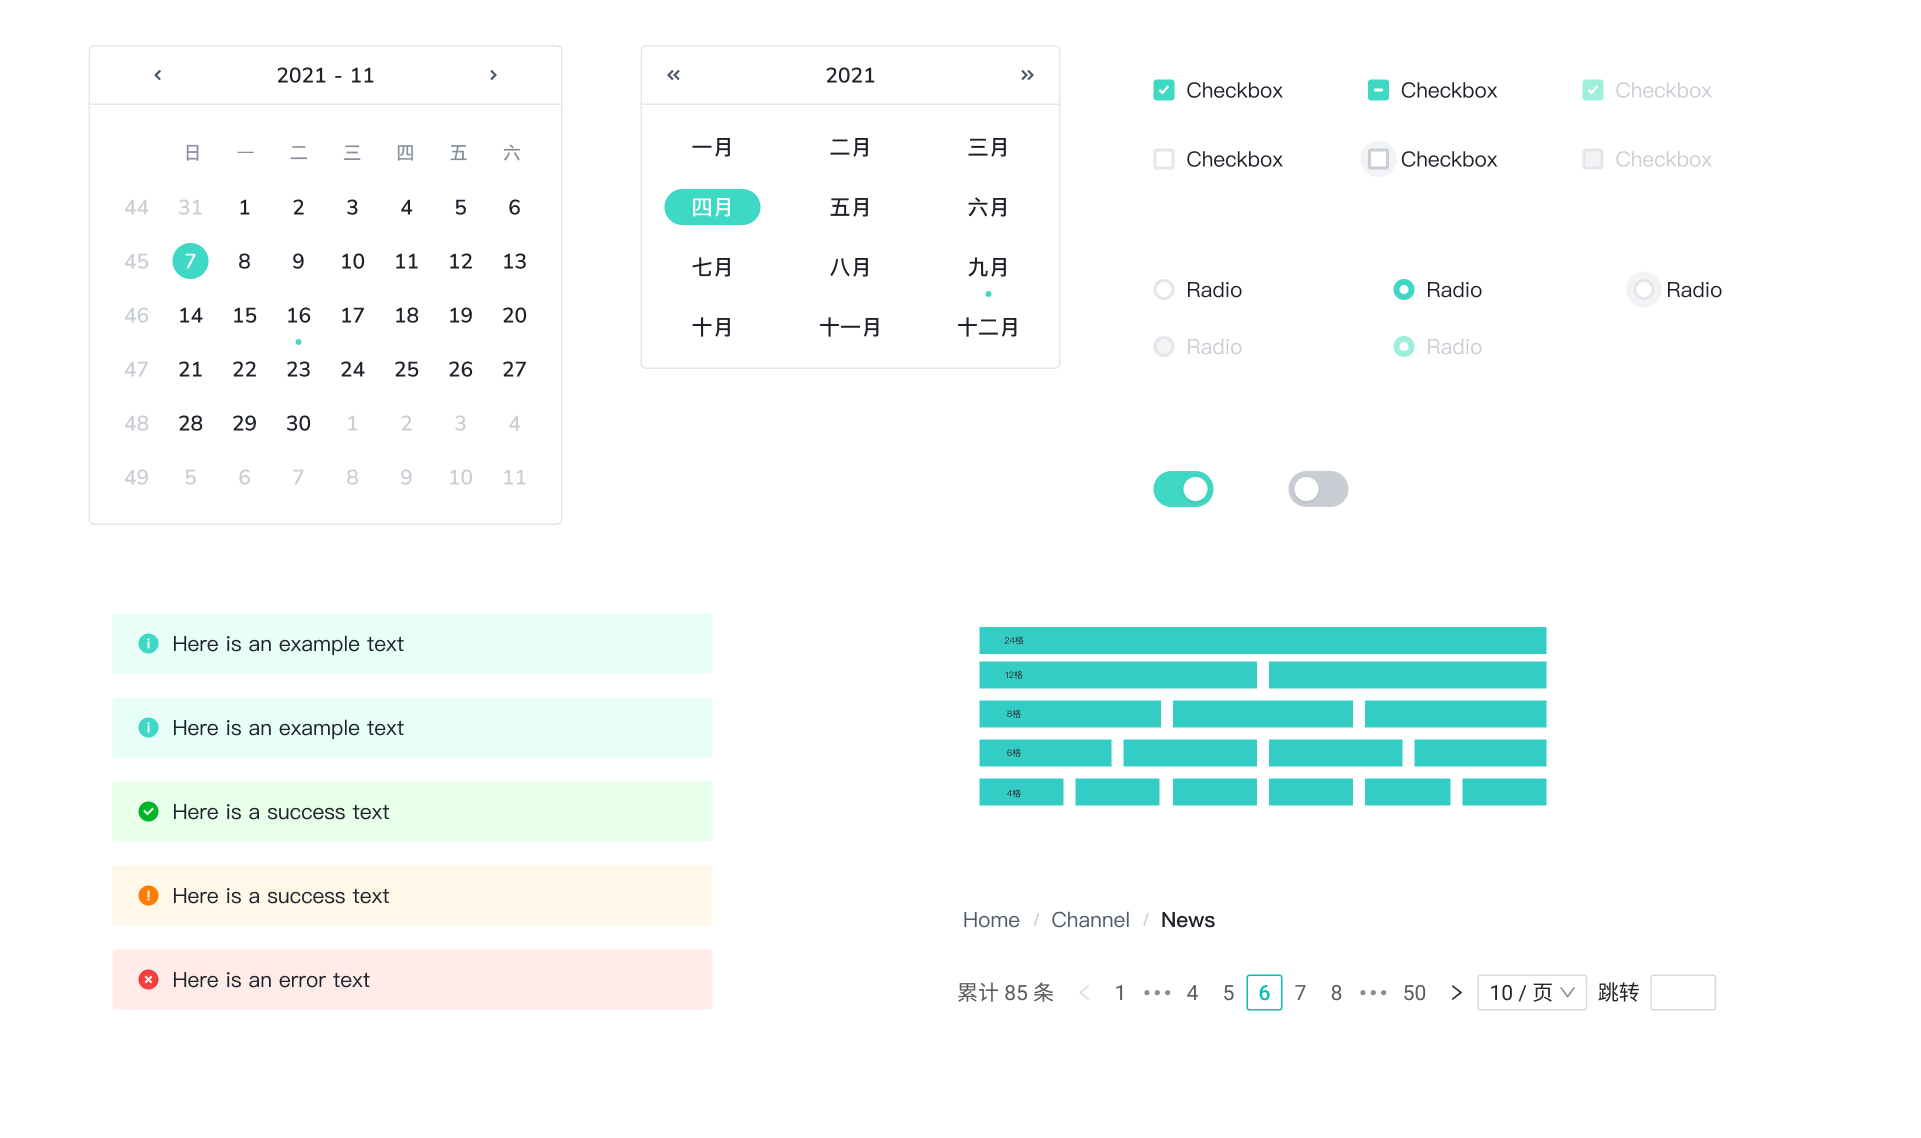 2021 - 11
日 一 二 三 四 五 六
44 31 1 2 3 4 5 6
45 7 8 9 10 11 12 13
46 14 15 16 17 18 19 20
47 21 22 23 24 25 26 27
48 28 29 30 1 2 3 4
49 5 6 7 8 9 10 11
2021
一月 二月 三月
四月 五月 六月
七月 八月 九月
十月 十一月 十二月
Checkbox Checkbox Checkbox
Checkbox Checkbox Checkbox
Radio Radio Radio
Radio Radio
Here is an example text
Here is an example text
Here is a success text
Here is a success text
Here is an error text
24格
12格
8格
6格
4格
Home / Channel / News
累计 85 条 < 1 ••• 4 5 6 7 8 ••• 50 > 10 / 页 跳转